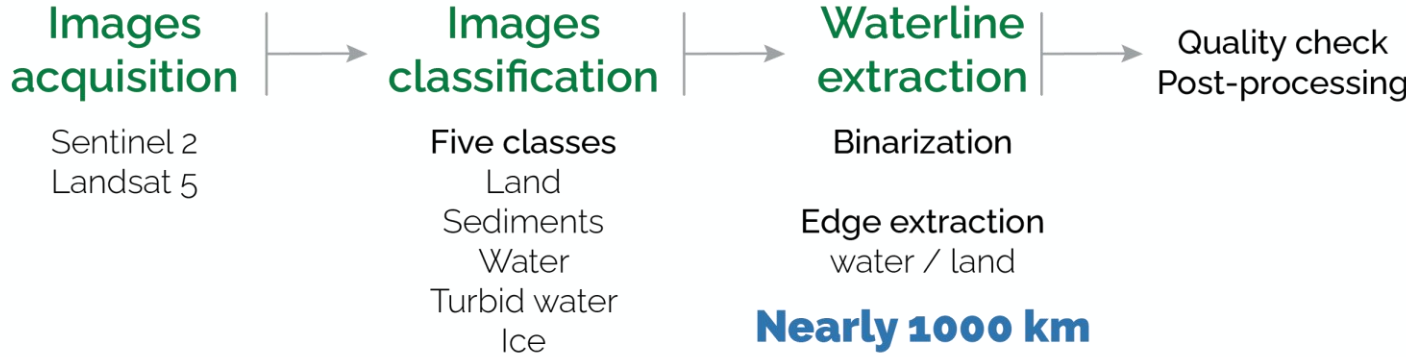 Images
acquisition
Sentinel 2
Landsat 5
Images
classification
Five classes
Land
Sediments
Water
Turbid water
Ice
Waterline
extraction
Binarization
Edge extraction
water / land
Nearly 1000 km
Quality check
Post-processing